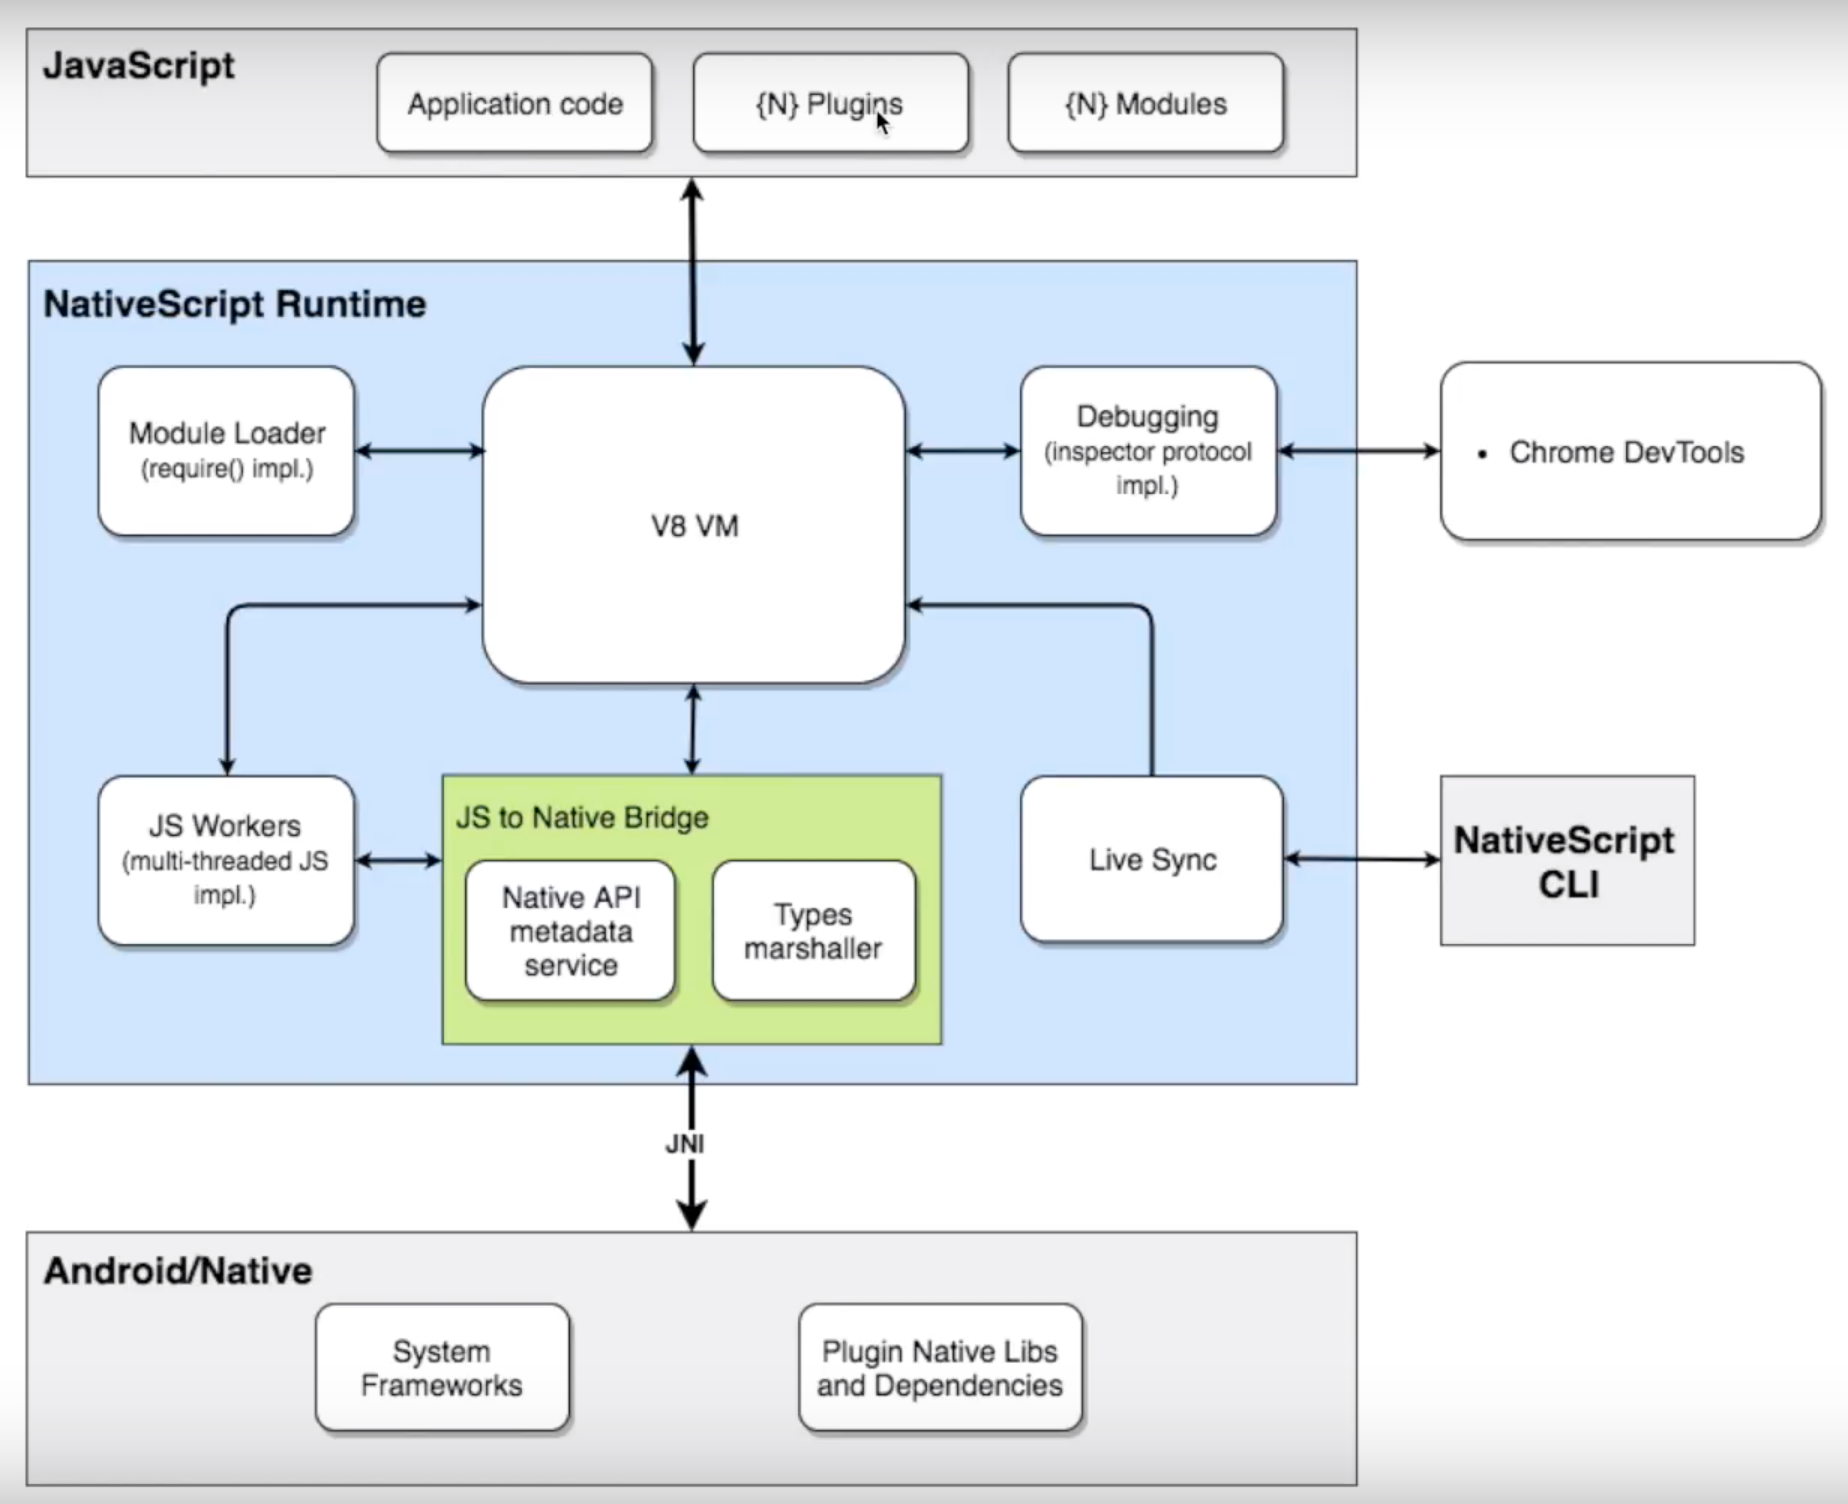 JavaScript
Application code
{N} Plugins
{N} Modules
NativeScript Runtime
Module Loader
(require() impl.)
V8 VM
Debugging
(inspector protocol
impl.)
• Chrome DevTools
JS Workers
(multi-threaded JS
impl.)
JS to Native Bridge
Native API
metadata
service
Types
marshaller
Live Sync
NativeScript
CLI
JNI
Android/Native
System
Frameworks
Plugin Native Libs
and Dependencies